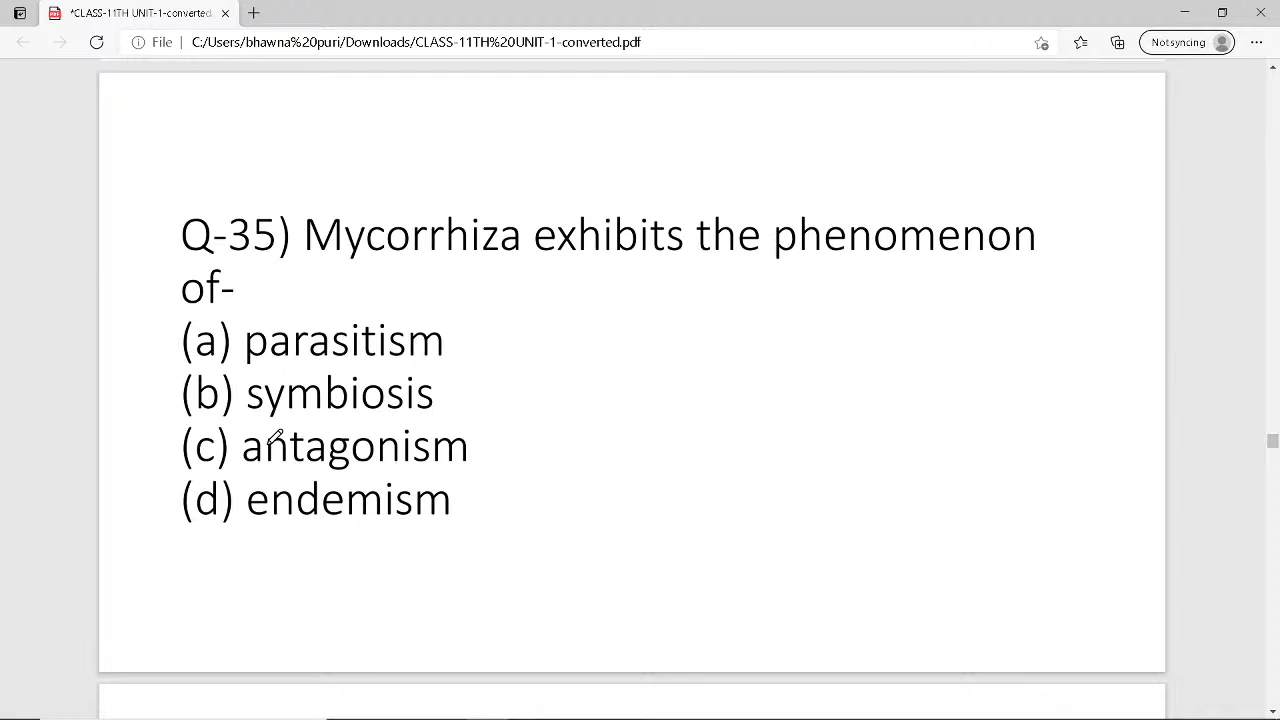 *CLASS-11TH UNIT-1-converted.
File
C:/Users/bhawna%20puri/Downloads/CLASS-11TH%20UNIT-1-converted.pdf
Not syncing
Q-35) Mycorrhiza exhibits the phenomenon
of-
(a) parasitism
(b) symbiosis
(c) antagonism
(d) endemism